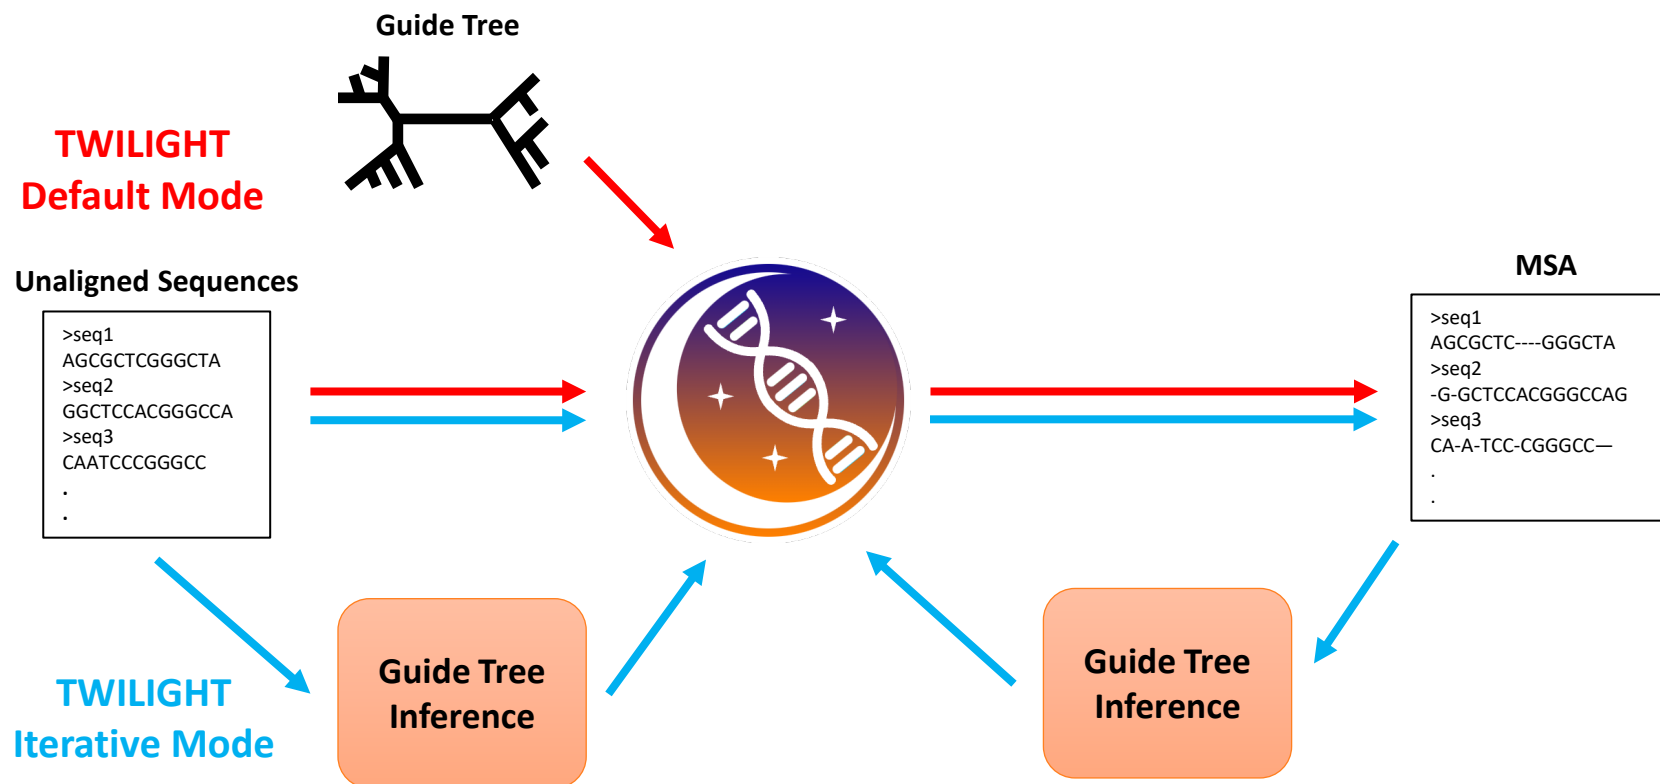 Guide Tree
TWILIGHT
Default Mode
Unaligned Sequences
>seq1
AGCGCTCGGGCTA
>seq2
GGCTCCACGGGCCA
>seq3
CAATCCCGGGCC
.
.
MSA
>seq1
AGCGCTC----GGGCTA
>seq2
-G-GCTCCACGGGCCAG
>seq3
CA-A-TCC-CGGGCC—
.
.
TWILIGHT
Iterative Mode
Guide Tree
Inference
Guide Tree
Inference